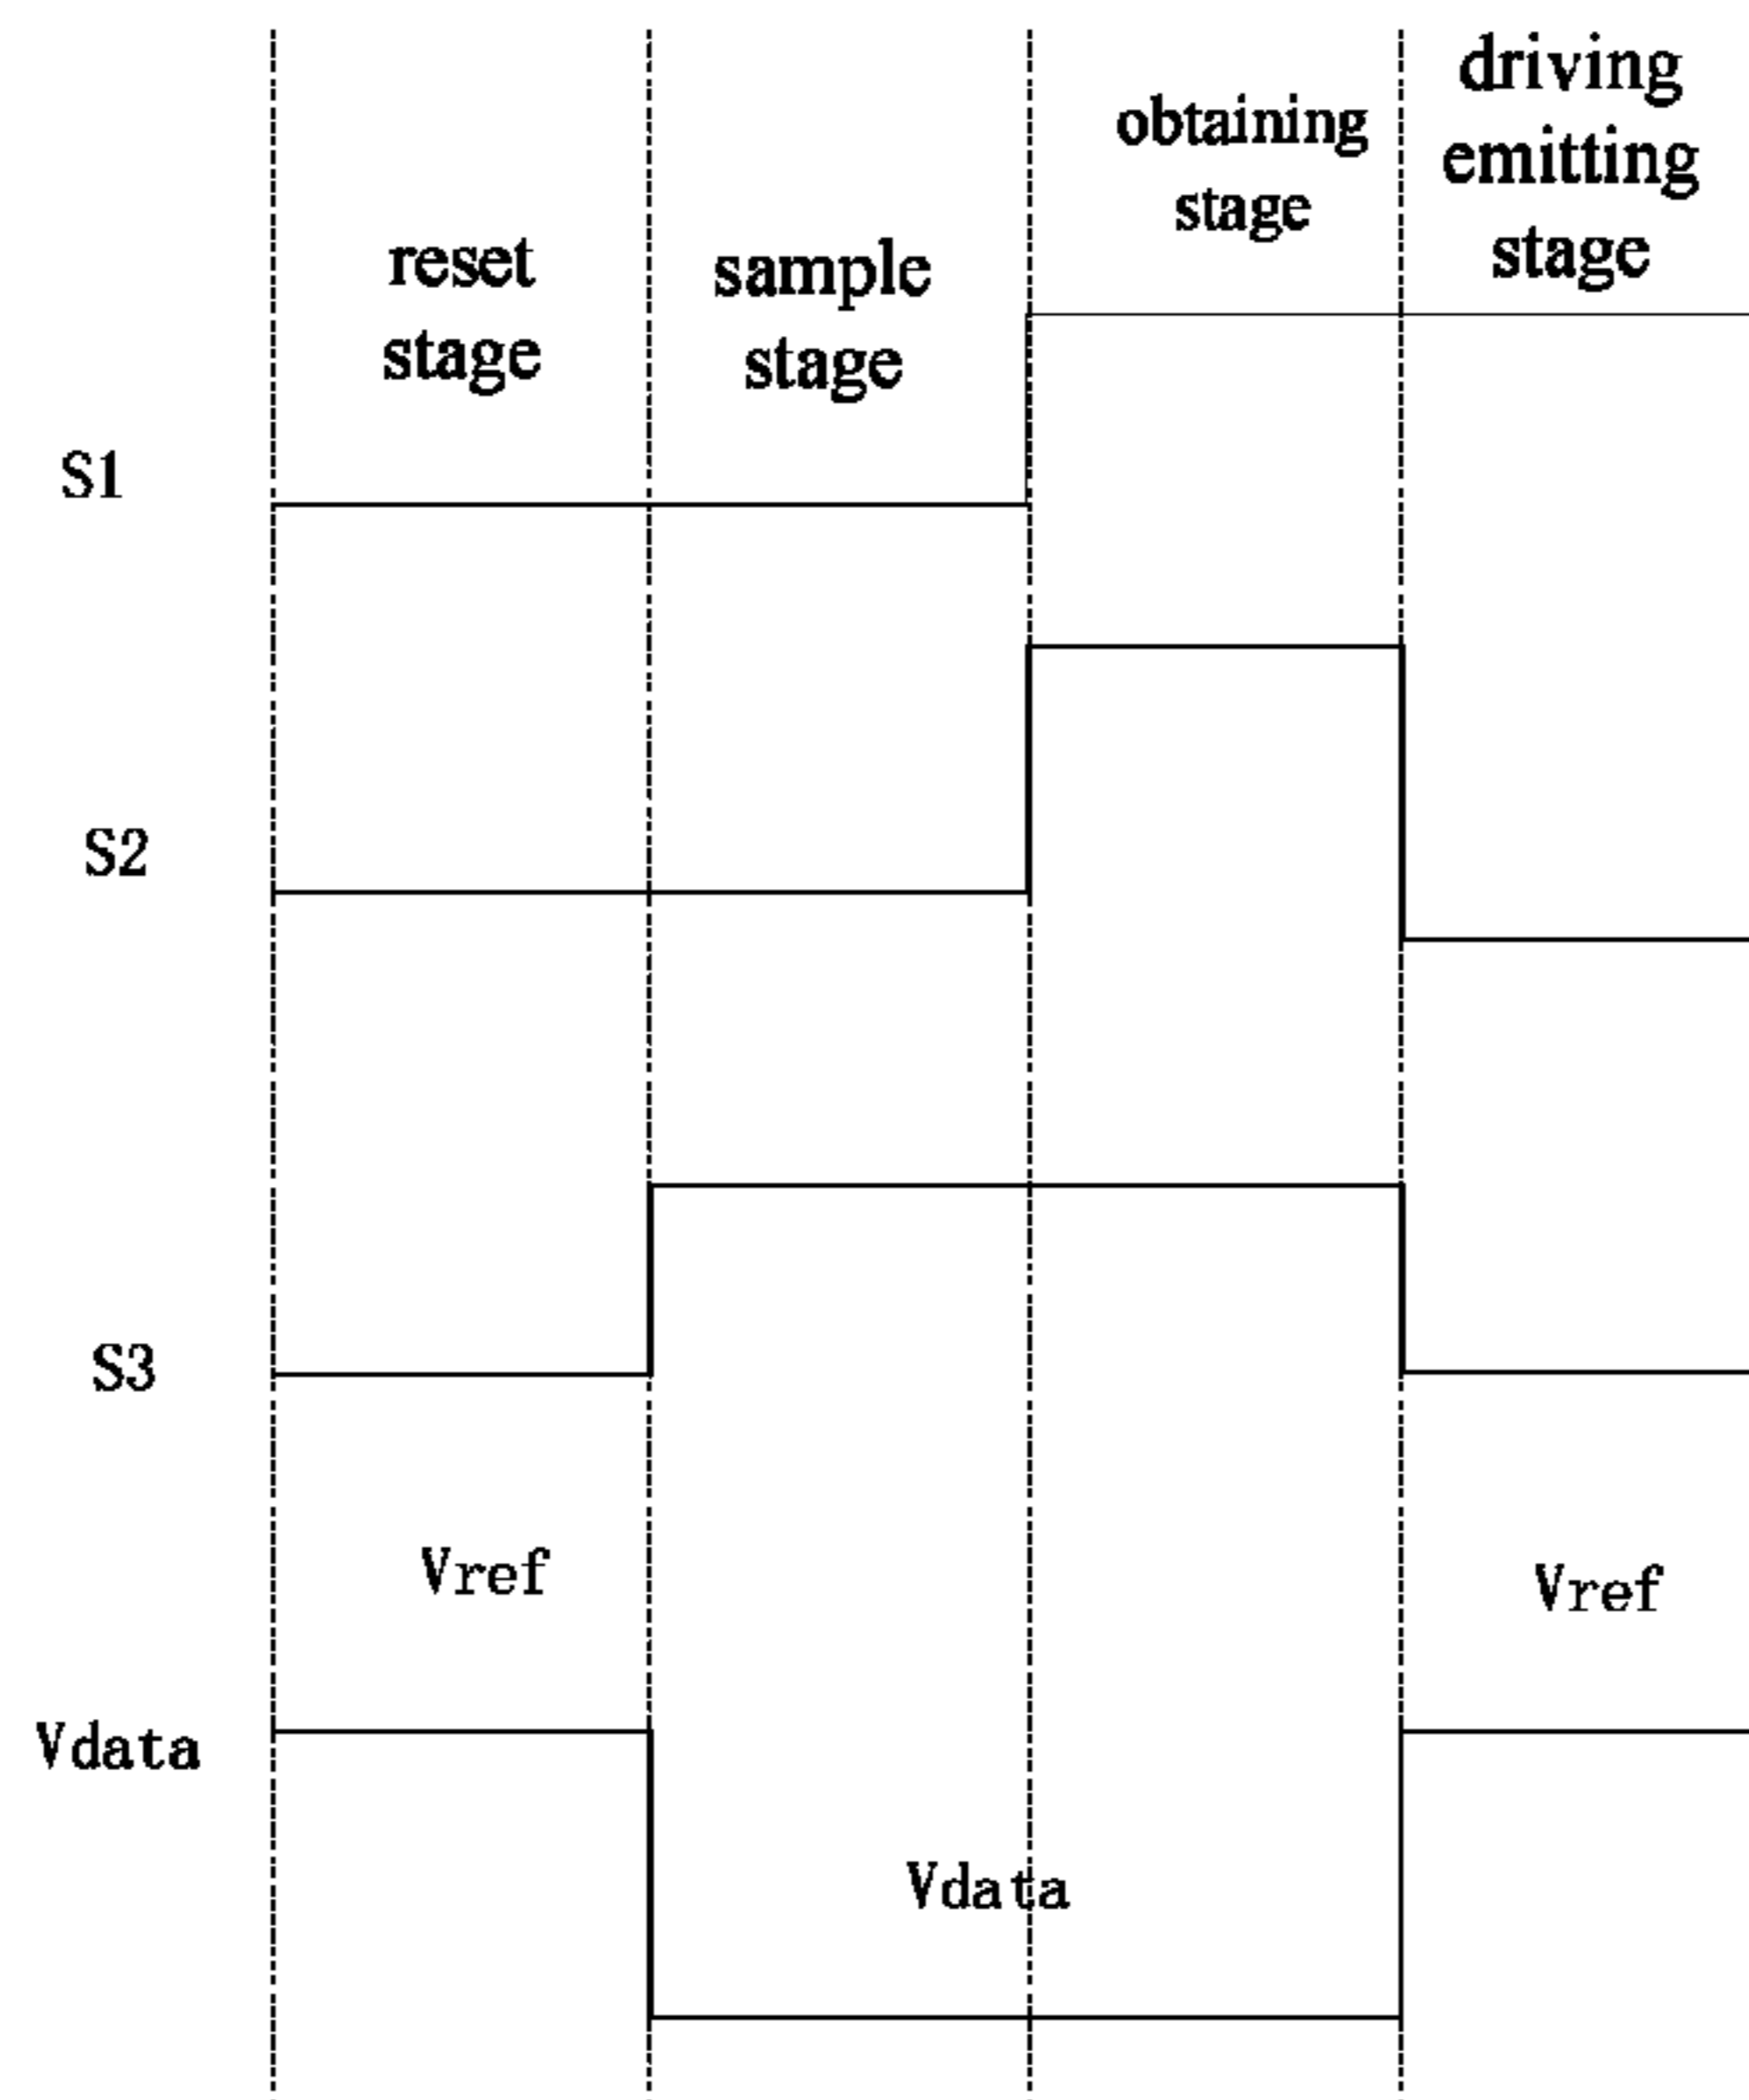 reset
stage
sample
stage
obtaining
stage
driving
emitting
stage
S1
S2
S3
Vref
Vref
Vdata
Vdata